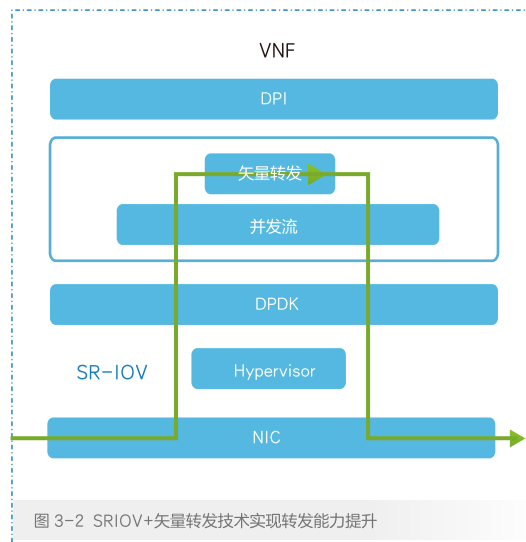 VNF
DPI
矢量转发
并发流
DPDK
SR-IOV
Hypervisor
NIC
图 3-2 SRIOV+矢量转发技术实现转发能力提升